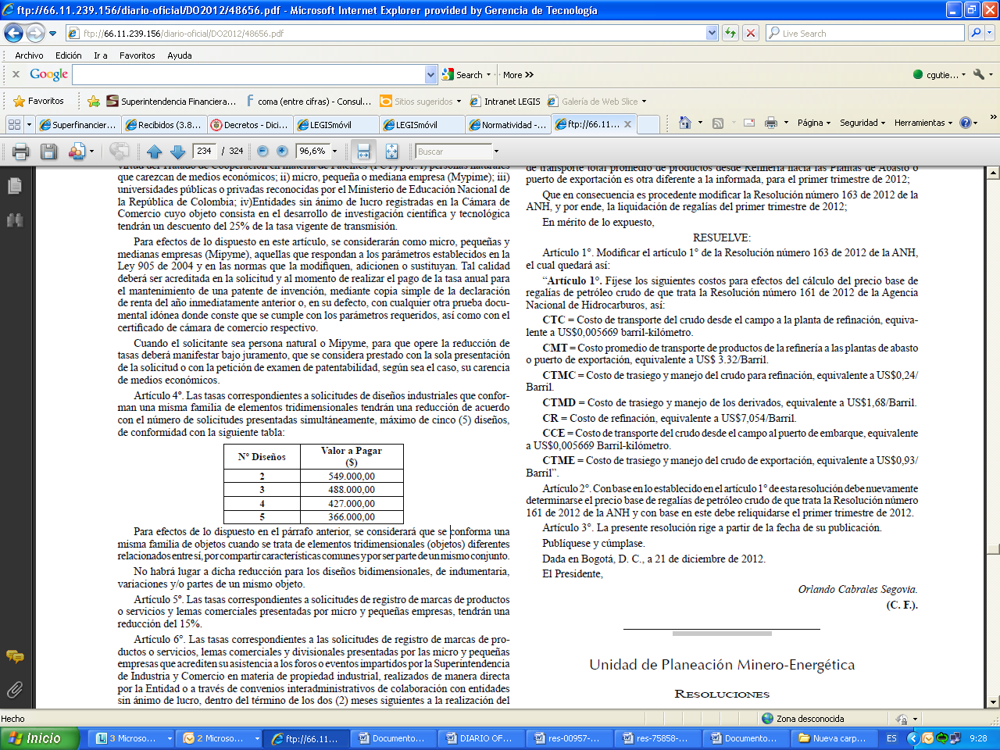 ftp://66.11.239.156/diario-oficial/DO2012/48656.pdf - Microsoft Internet Explorer provided by Gerencia de Tecnología
ftp://66.11.239.156/diario-oficial/DO2012/48656.pdf
Live Search
Archivo Edición Ir a Favoritos Ayuda
x Google Search More >> cgutie...
Favoritos Superintendencia Financiera... coma (entre cifras) - Consul... Sitios sugeridos Intranet LEGIS Galería de Web Slice
Superfinancier... Recibidos (3.8... Decretos - Dici... LEGISmóvil LEGISmóvil Normatividad -... ftp://66.11... Página Seguridad Herramientas
234 / 324 96,6% Buscar
virtud del Tratado de Cooperación en materia de Patentes (PCT) por: i) personas naturales
que carezcan de medios económicos; ii) micro, pequeña o mediana empresa (Mypime); iii)
universidades públicas o privadas reconocidas por el Ministerio de Educación Nacional de
la República de Colombia; iv)Entidades sin ánimo de lucro registradas en la Cámara de
Comercio cuyo objeto consista en el desarrollo de investigación científica y tecnológica
tendrán un descuento del 25% de la tasa vigente de transmisión.
Para efectos de lo dispuesto en este artículo, se considerarán como micro, pequeñas y
medianas empresas (Mipyme), aquellas que respondan a los parámetros establecidos en la
Ley 905 de 2004 y en las normas que la modifiquen, adicionen o sustituyan. Tal calidad
deberá ser acreditada en la solicitud y al momento de realizar el pago de la tasa anual para
el mantenimiento de una patente de invención, mediante copia simple de la declaración
de renta del año inmediatamente anterior o, en su defecto, con cualquier otra prueba docu-
mental idónea donde conste que se cumple con los parámetros requeridos, así como con el
certificado de cámara de comercio respectivo.
Cuando el solicitante sea persona natural o Mipyme, para que opere la reducción de
tasas deberá manifestar bajo juramento, que se considera prestado con la sola presentación
de la solicitud o con la petición de examen de patentabilidad, según sea el caso, su carencia
de medios económicos.
Artículo 4°. Las tasas correspondientes a solicitudes de diseños industriales que confor-
man una misma familia de elementos tridimensionales tendrán una reducción de acuerdo
con el número de solicitudes presentadas simultáneamente, máximo de cinco (5) diseños,
de conformidad con la siguiente tabla:
N° Diseños Valor a Pagar
($)
2 549.000,00
3 488.000,00
4 427.000,00
5 366.000,00
Para efectos de lo dispuesto en el párrafo anterior, se considerará que se conforma una
misma familia de objetos cuando se trata de elementos tridimensionales (objetos) diferentes
relacionados entre sí, por compartir características comunes y por ser parte de un mismo conjunto.
No habrá lugar a dicha reducción para los diseños bidimensionales, de indumentaria,
variaciones y/o partes de un mismo objeto.
Artículo 5°. Las tasas correspondientes a solicitudes de registro de marcas de productos
o servicios y lemas comerciales presentadas por micro y pequeñas empresas, tendrán una
reducción del 15%.
Artículo 6°. Las tasas correspondientes a las solicitudes de registro de marcas de pro-
ductos o servicios, lemas comerciales y divisionales presentadas por las micro y pequeñas
empresas que acrediten su asistencia a los foros o eventos impartidos por la Superintendencia
de Industria y Comercio en materia de propiedad industrial, realizados de manera directa
por la Entidad o a través de convenios interadministrativos de colaboración con entidades
sin ánimo de lucro, dentro del término de los dos (2) meses siguientes a la realización del
de transporte total promedio de productos desde Refinería hacia las Plantas de Abasto o
puerto de exportación es otra diferente a la informada, para el primer trimestre de 2012;
Que en consecuencia es procedente modificar la Resolución número 163 de 2012 de la
ANH, y por ende, la liquidación de regalías del primer trimestre de 2012;
En mérito de lo expuesto,
RESUELVE:
Artículo 1°. Modificar el artículo 1° de la Resolución número 163 de 2012 de la ANH,
el cual quedará así:
“Artículo 1°. Fíjese los siguientes costos para efectos del cálculo del precio base de
regalías de petróleo crudo de que trata la Resolución número 161 de 2012 de la Agencia
Nacional de Hidrocarburos, así:
CTC = Costo de transporte del crudo desde el campo a la planta de refinación, equiva-
lente a US$0,005669 barril-kilómetro.
CMT = Costo promedio de transporte de productos de la refinería a las plantas de abasto
o puerto de exportación, equivalente a US$ 3.32/Barril.
CTMC = Costo de trasiego y manejo del crudo para refinación, equivalente a US$0,24/
Barril.
CTMD = Costo de trasiego y manejo de los derivados, equivalente a US$1,68/Barril.
CR = Costo de refinación, equivalente a US$7,054/Barril.
CCE = Costo de transporte del crudo desde el campo al puerto de embarque, equivalente
a US$0,005669 Barril-kilómetro.
CTME = Costo de trasiego y manejo del crudo de exportación, equivalente a US$0,93/
Barril”.
Artículo 2°. Con base en lo establecido en el artículo 1° de esta resolución debe nuevamente
determinarse el precio base de regalías de petróleo crudo de que trata la Resolución número
161 de 2012 de la ANH y con base en este debe reliquidarse el primer trimestre de 2012.
Artículo 3°. La presente resolución rige a partir de la fecha de su publicación.
Publíquese y cúmplase.
Dada en Bogotá, D. C., a 21 de diciembre de 2012.
El Presidente,
Orlando Cabrales Segovia.
(C. F.).
Unidad de Planeación Minero-Energética
Resoluciones
Hecho Zona desconocida
Inicio 3 Microso... 2 Microso... ftp://66.11... Documento... DIARIO OF... res-00957-... res-75858-... Documento... Nueva carp... ES 9:28